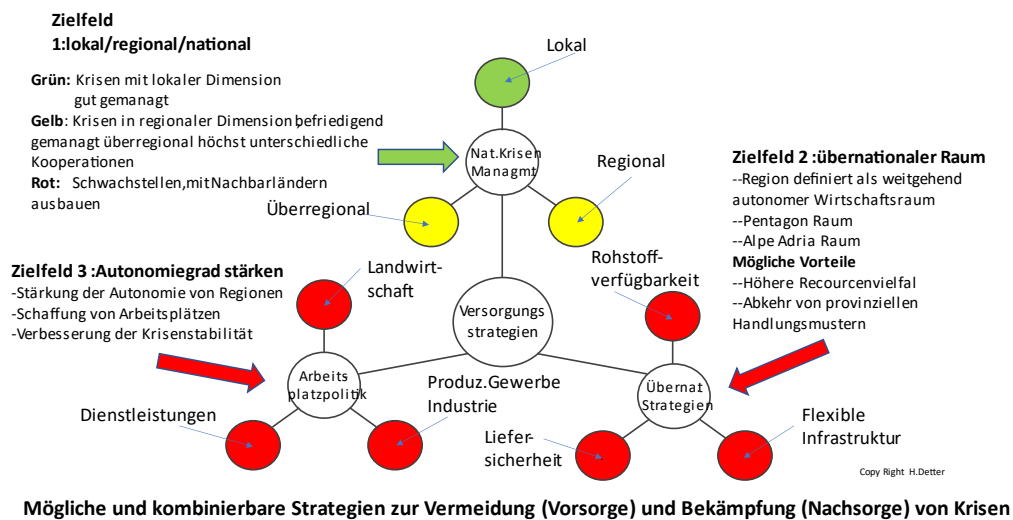 Zielfeld
1:lokal/regional/national
Grün: Krisen mit lokaler Dimension
gut gemanagt
Gelb: Krisen in regionaler Dimension,befriedigend
gemanagt überregional höchst unterschiedliche
Kooperationen
Rot: Schwachstellen,mit Nachbarländern
ausbauen
Lokal
Nat.Krisen
Managmt
Regional
Überregional
Zielfeld 2 :übernationaler Raum
--Region definiert als weitgehend
autonomer Wirtschaftsraum
--Pentagon Raum
--Alpe Adria Raum
Mögliche Vorteile
--Höhere Recourcenvielfal
--Abkehr von provinziellen
Handlungsmustern
Zielfeld 3 :Autonomiegrad stärken
-Stärkung der Autonomie von Regionen
-Schaffung von Arbeitsplätzen
-Verbesserung der Krisenstabilität
Landwirt-
schaft
Rohstoff-
verfügbarkeit
Versorgungs
strategien
Arbeits
platzpolitik
Produz.Gewerbe
Industrie
Dienstleistungen
Übernat.
Strategien
Liefer-
sicherheit
Flexible
Infrastruktur
Copy Right H.Detter
Mögliche und kombinierbare Strategien zur Vermeidung (Vorsorge) und Bekämpfung (Nachsorge) von Krisen